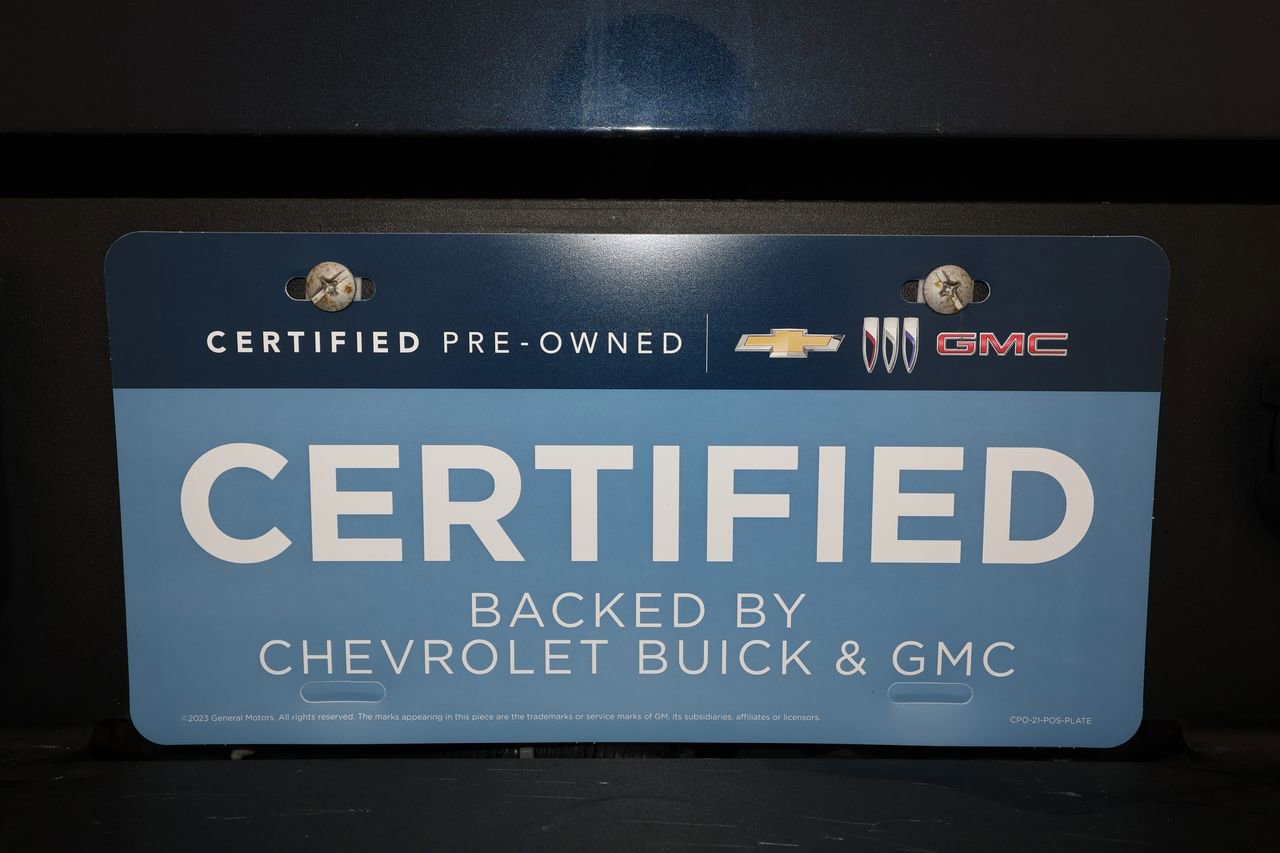 CERTIFIED PRE-OWNED GMC
CERTIFIED
BACKED BY
CHEVROLET BUICK & GMC
©2023 General Motors. All rights reserved. The marks appearing in this piece are the trademarks or service marks of GM, its subsidiaries, affiliates or licensors.
CPO-21-POS-PLATE